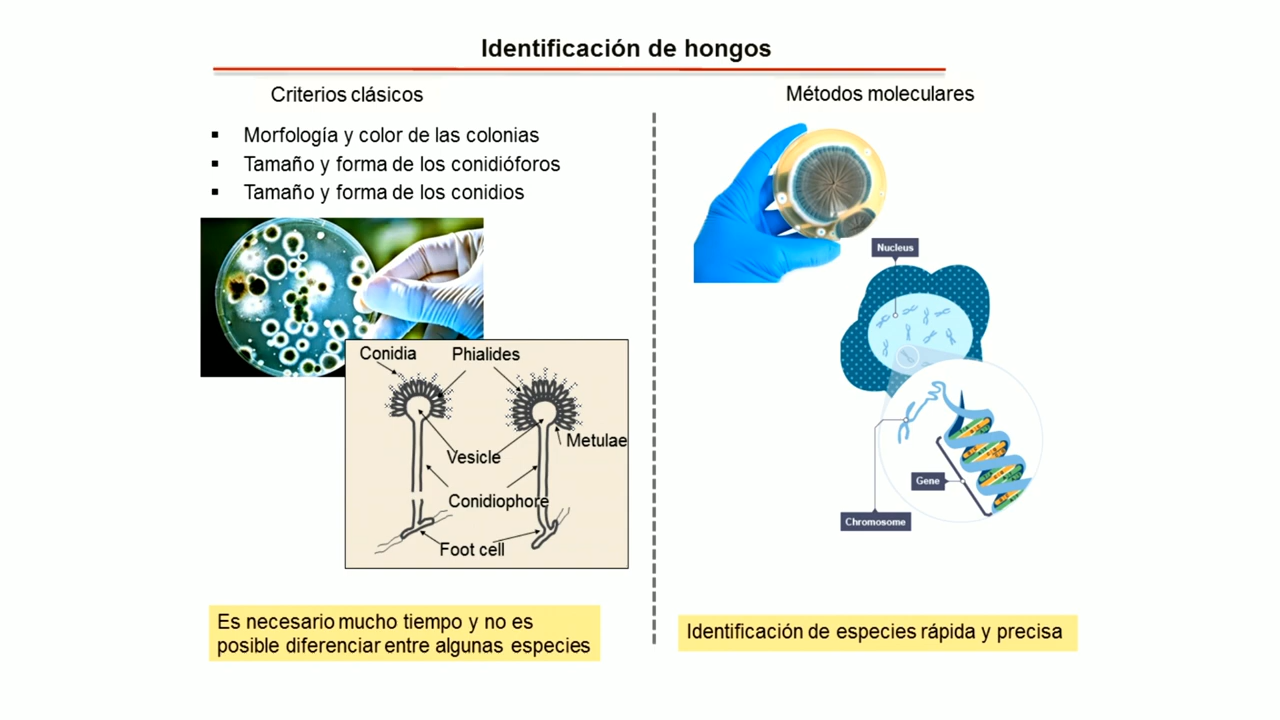 Identificación de hongos
Criterios clásicos
▪ Morfología y color de las colonias
▪ Tamaño y forma de los conidióforos
▪ Tamaño y forma de los conidios
Conidia
Phialides
Metulae
Vesicle
Conidiophore
Foot cell
Es necesario mucho tiempo y no es
posible diferenciar entre algunas especies
Métodos moleculares
Nucleus
Gene
Chromosome
Identificación de especies rápida y precisa